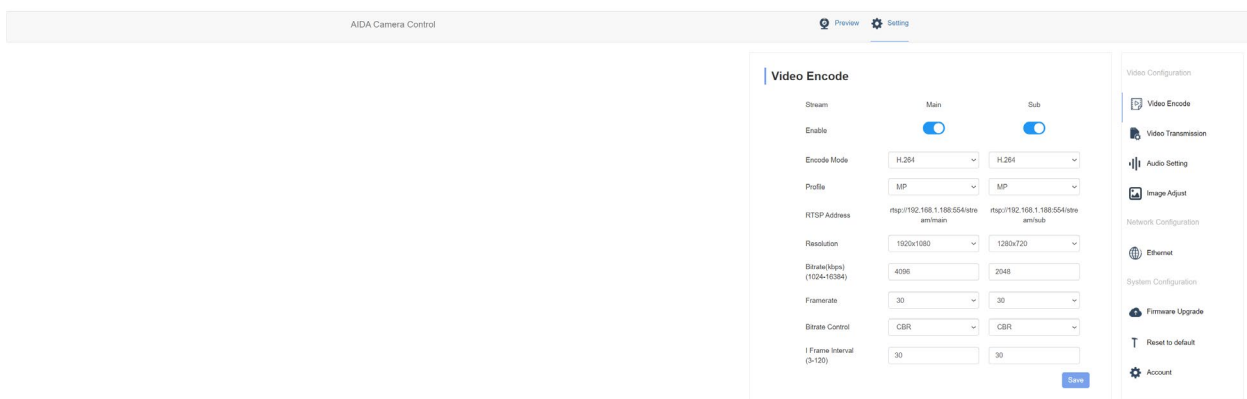 AIDA Camera Control
Preview Setting
Video Encode
Stream Main Sub
Enable
Encode Mode H.264 H.264
Profile MP MP
RTSP Address rtsp://192.168.1.188:554/stre rtsp://192.168.1.188:554/stre
am/main am/sub
Resolution 1920x1080 1280x720
Bitrate(kbps)
(1024-16384) 4096 2048
Framerate 30 30
Bitrate Control CBR CBR
I Frame Interval
(3-120) 30 30
Save
Video Configuration
Video Encode
Video Transmission
Audio Setting
Image Adjust
Network Configuration
Ethernet
System Configuration
Firmware Upgrade
Reset to default
Account